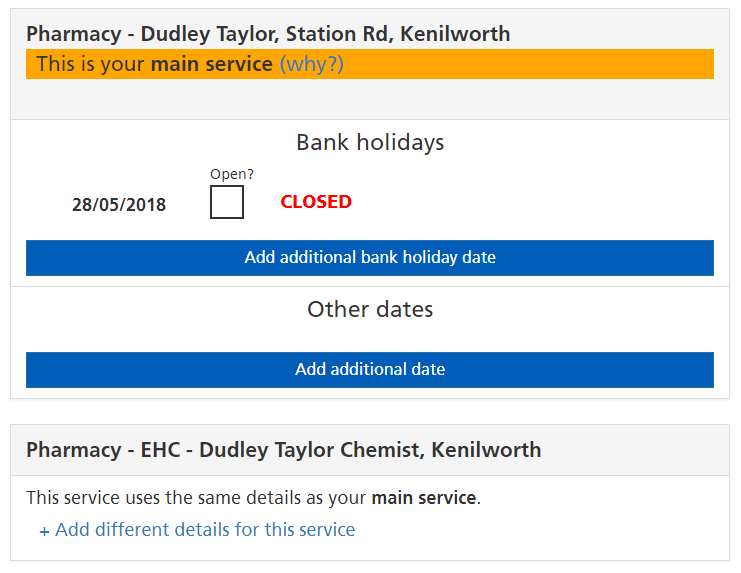 Pharmacy - Dudley Taylor, Station Rd, Kenilworth
This is your main service (why?)
Bank holidays
Open?
28/05/2018 CLOSED
Add additional bank holiday date
Other dates
Add additional date
Pharmacy - EHC - Dudley Taylor Chemist, Kenilworth
This service uses the same details as your main service.
+ Add different details for this service